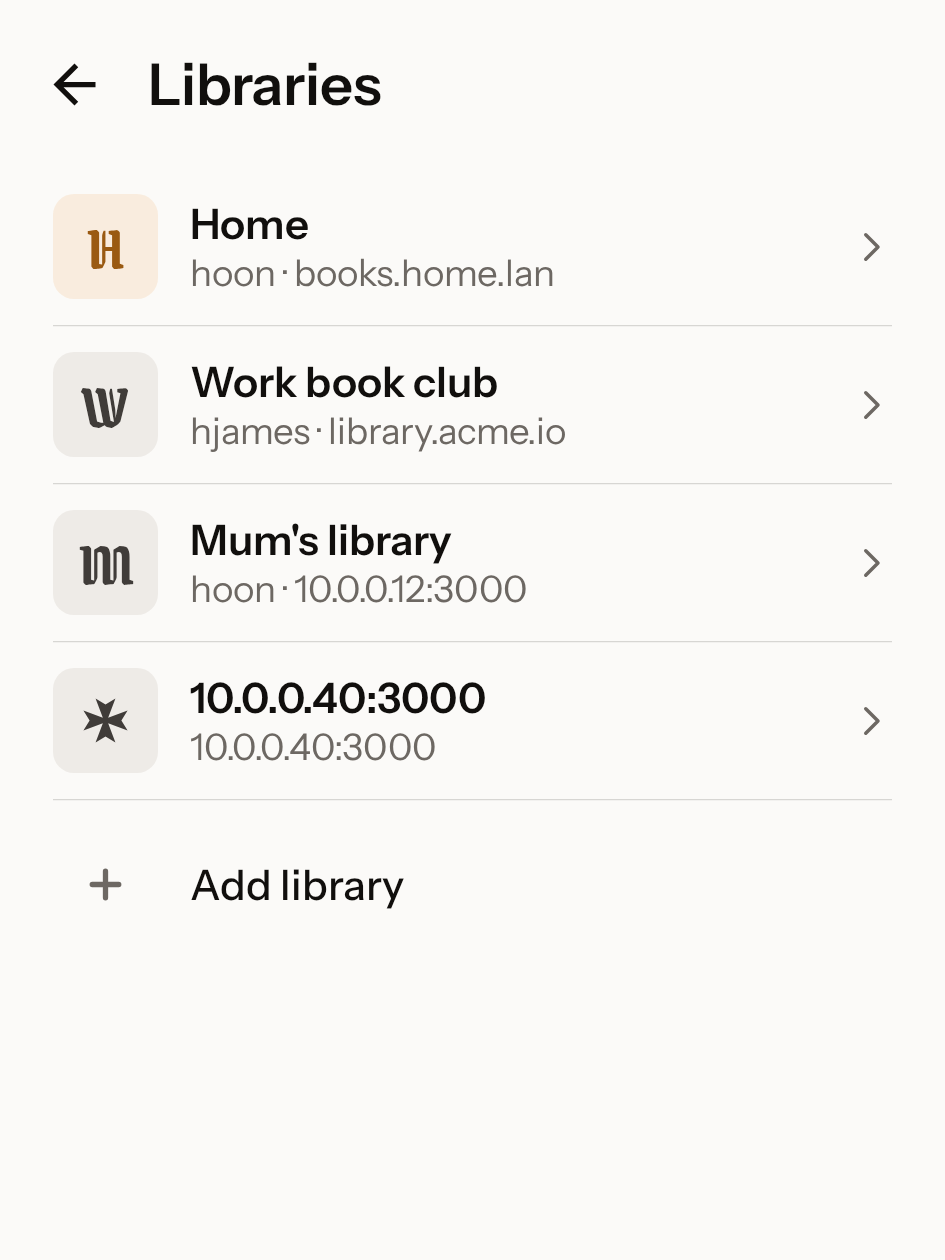 Libraries
H
Home
hoon · books.home.lan
W
Work book club
hjames · library.acme.io
m
Mum's library
hoon · 10.0.0.12:3000
10.0.0.40:3000
10.0.0.40:3000
Add library